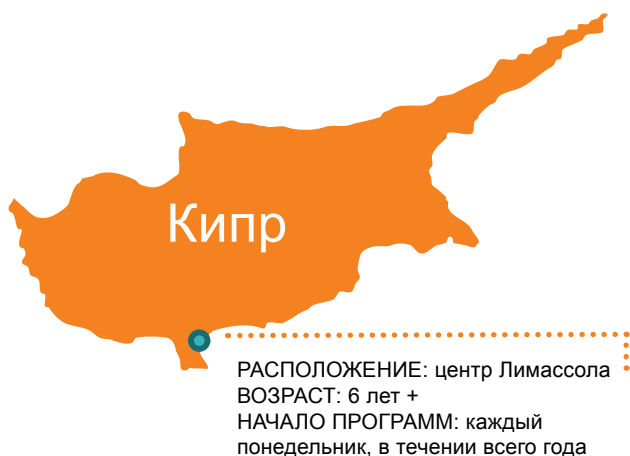 Кипр
РАСПОЛОЖЕНИЕ: центр Лимассола
ВОЗРАСТ: 6 лет +
НАЧАЛО ПРОГРАММ: каждый
понедельник, в течении всего года